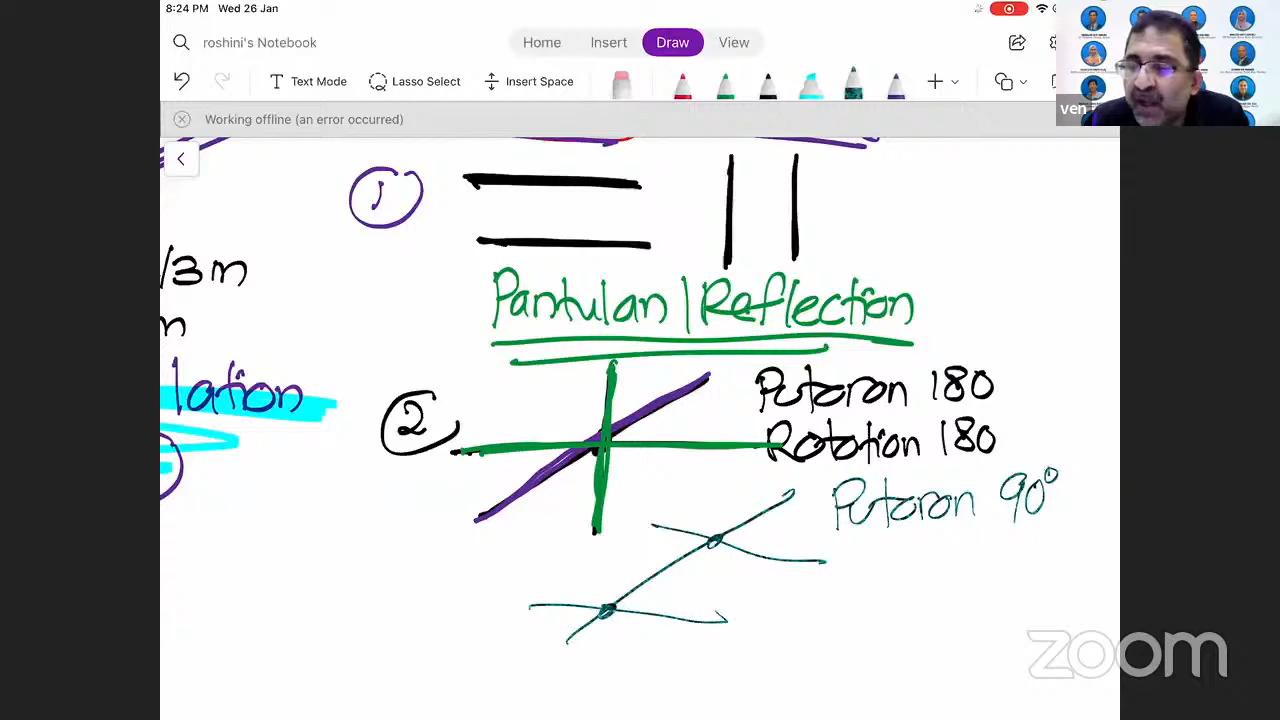 8:24 PM Wed 26 Jan
roshini's Notebook
Home Insert Draw View
Text Mode Lasso Select Insert Space
Working offline (an error occurred)
ven
1
/3m
m
Pantulan | Reflection
lation
2
Putaran 180
Rotation 180
Putaran 90°
zoom